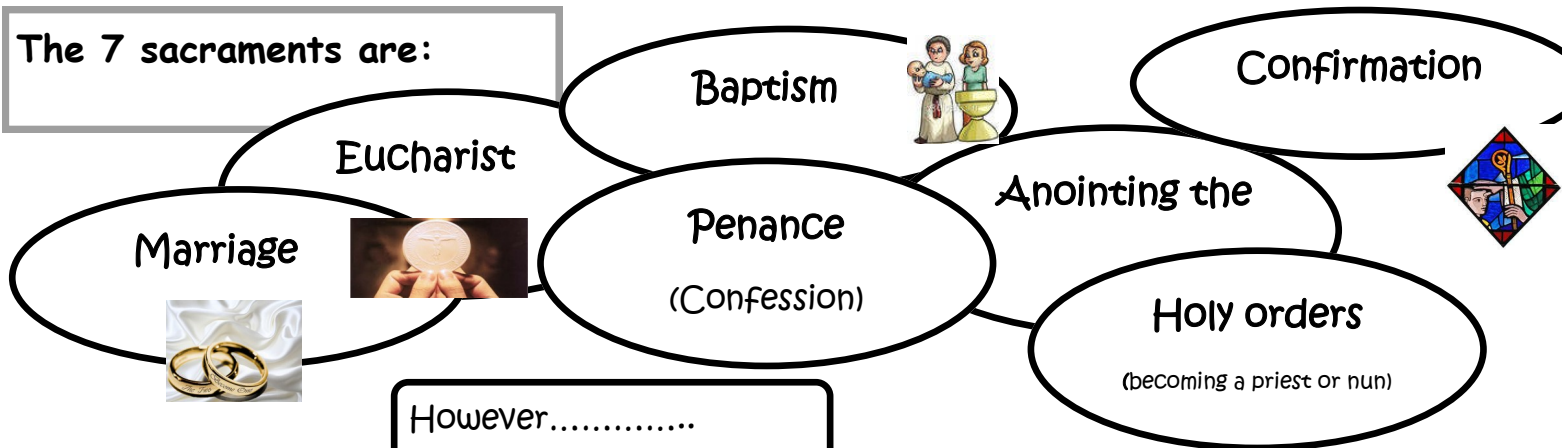 The 7 sacraments are:
Baptism
Confirmation
Eucharist
Anointing the
Marriage
Penance
(Confession)
Holy orders
(becoming a priest or nun)
However…………..